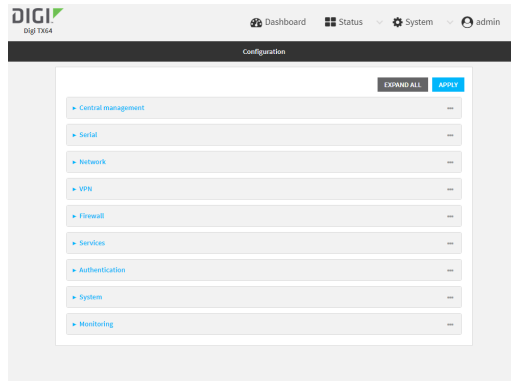 DIGI.
Digi TX64
Dashboard
Status
System
admin
Configuration
EXPAND ALL
APPLY
Central management
Serial
Network
VPN
Firewall
Services
Authentication
System
Monitoring